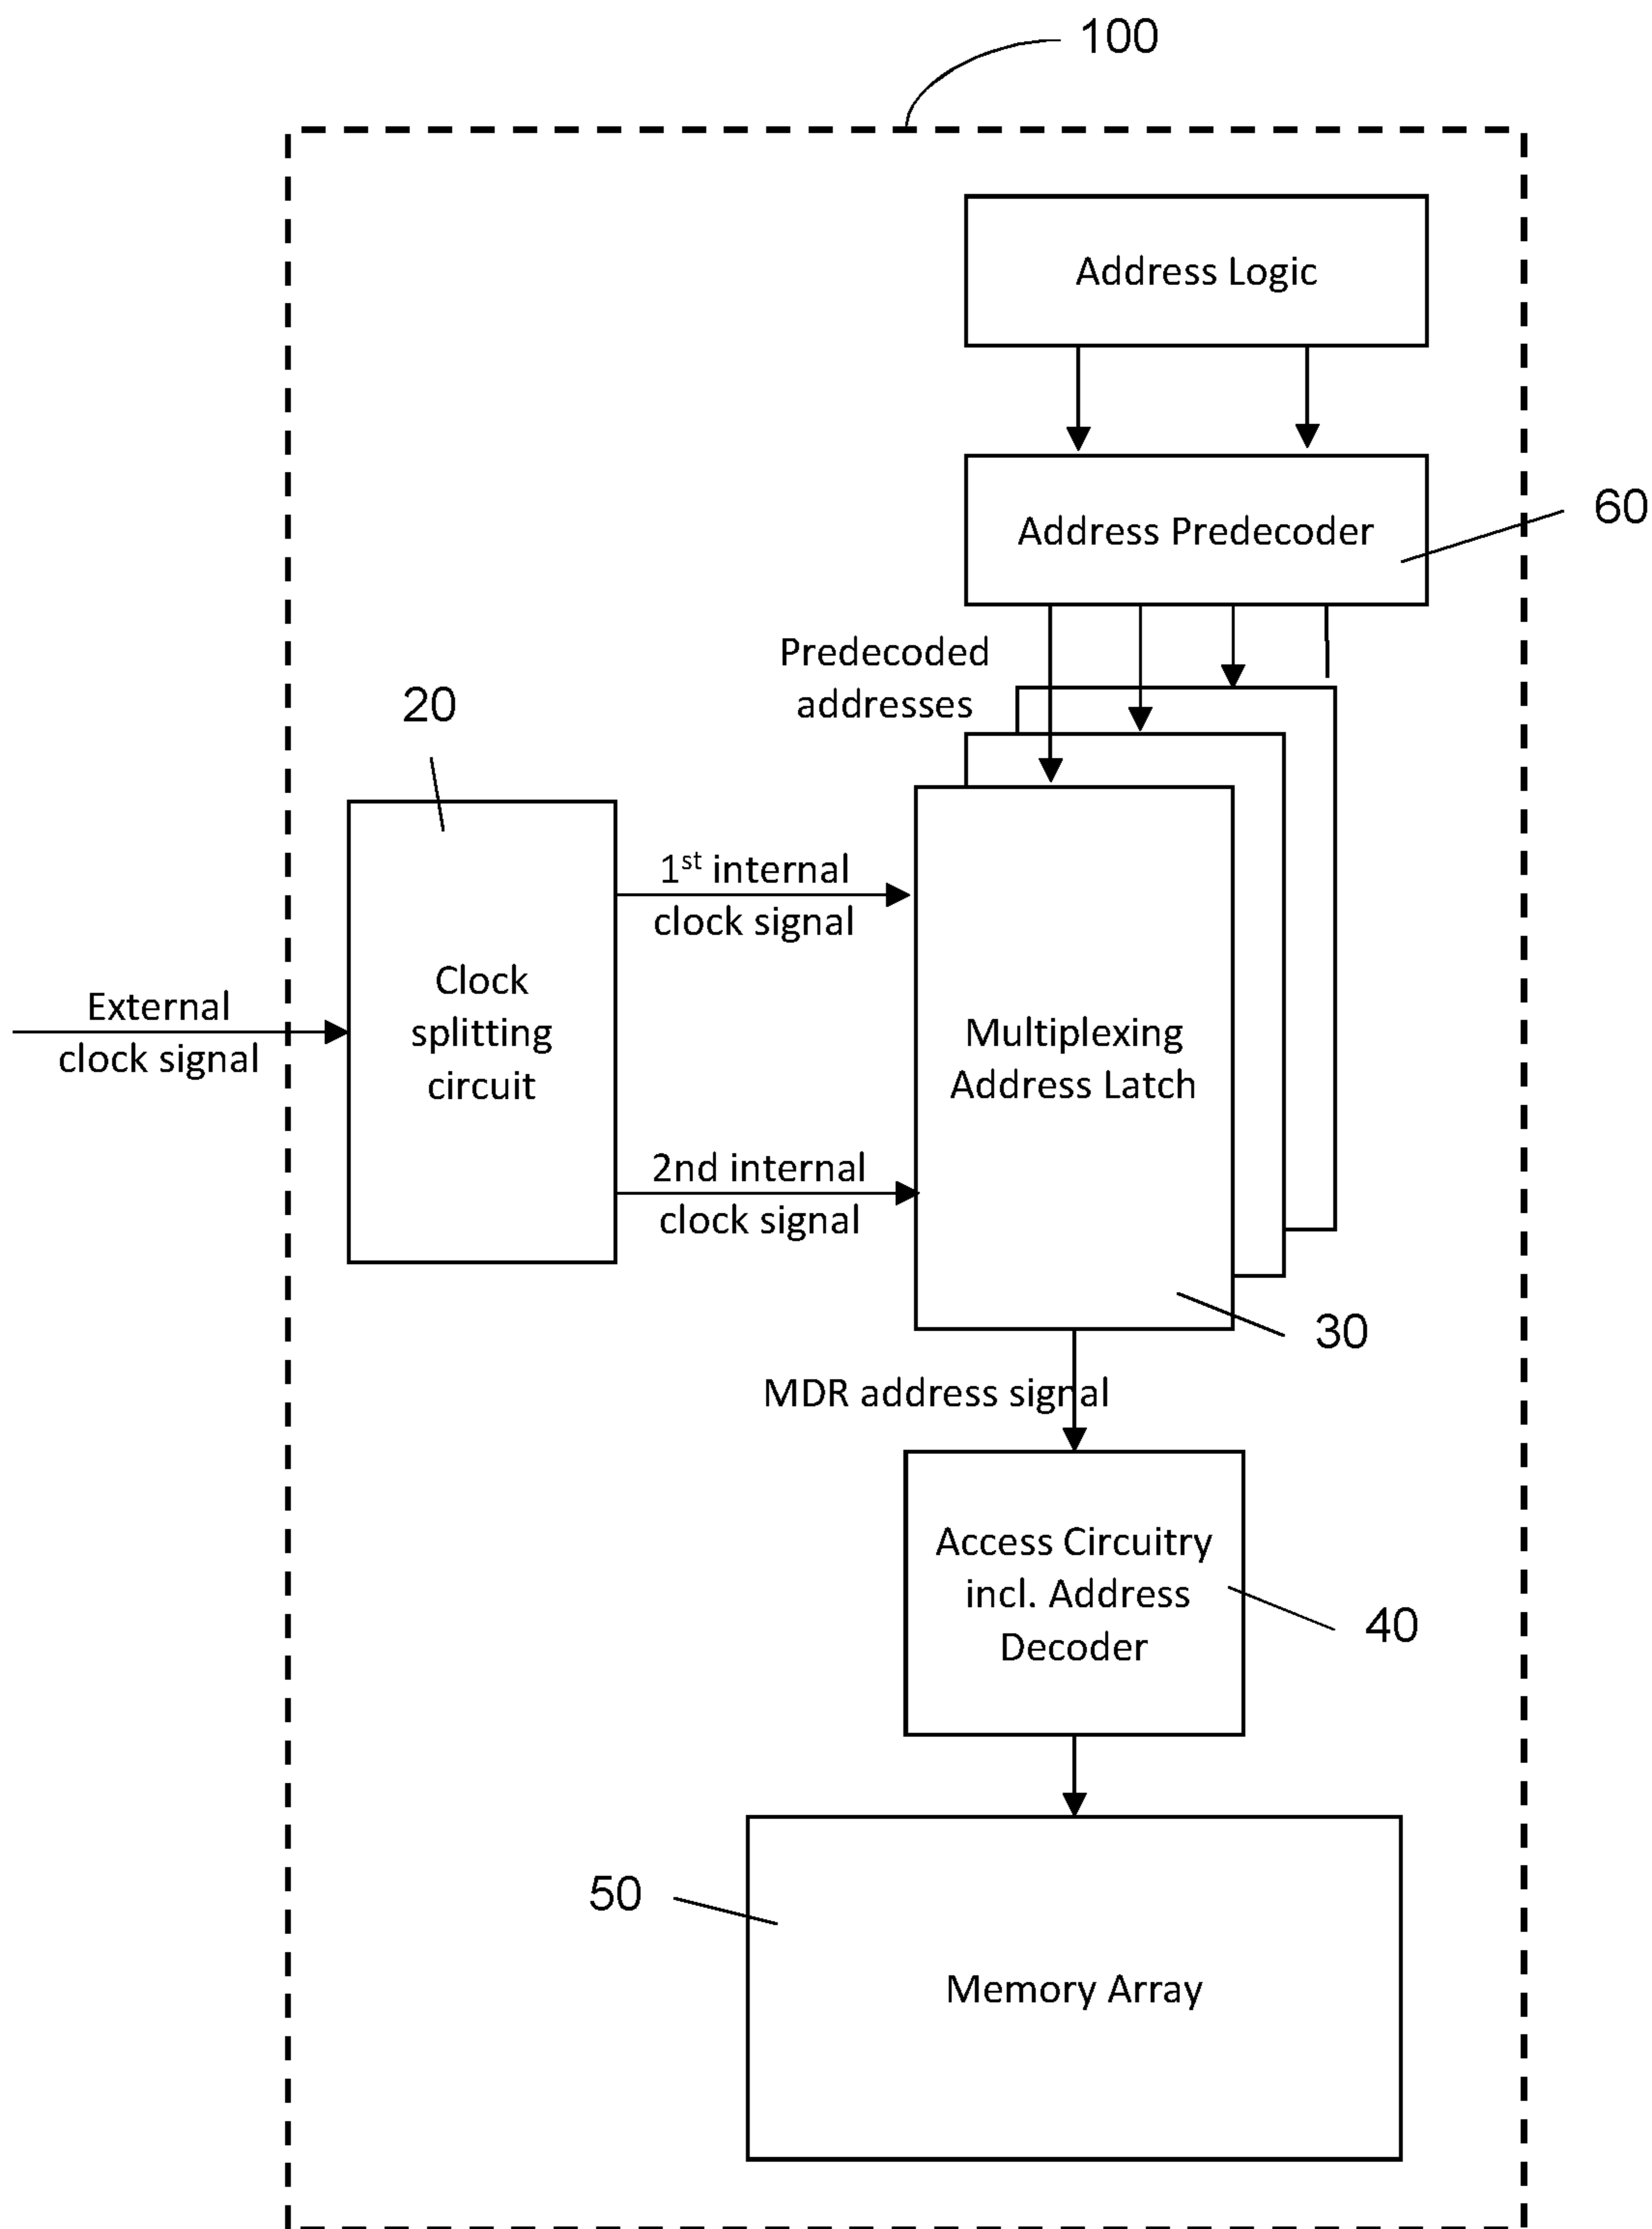 100
Address Logic
60
Address Predecoder
Predecoded
addresses
20
1st internal
clock signal
External
clock signal
Clock
splitting
circuit
Multiplexing
Address Latch
2nd internal
clock signal
30
MDR address signal
Access Circuitry
incl. Address
Decoder
40
50
Memory Array